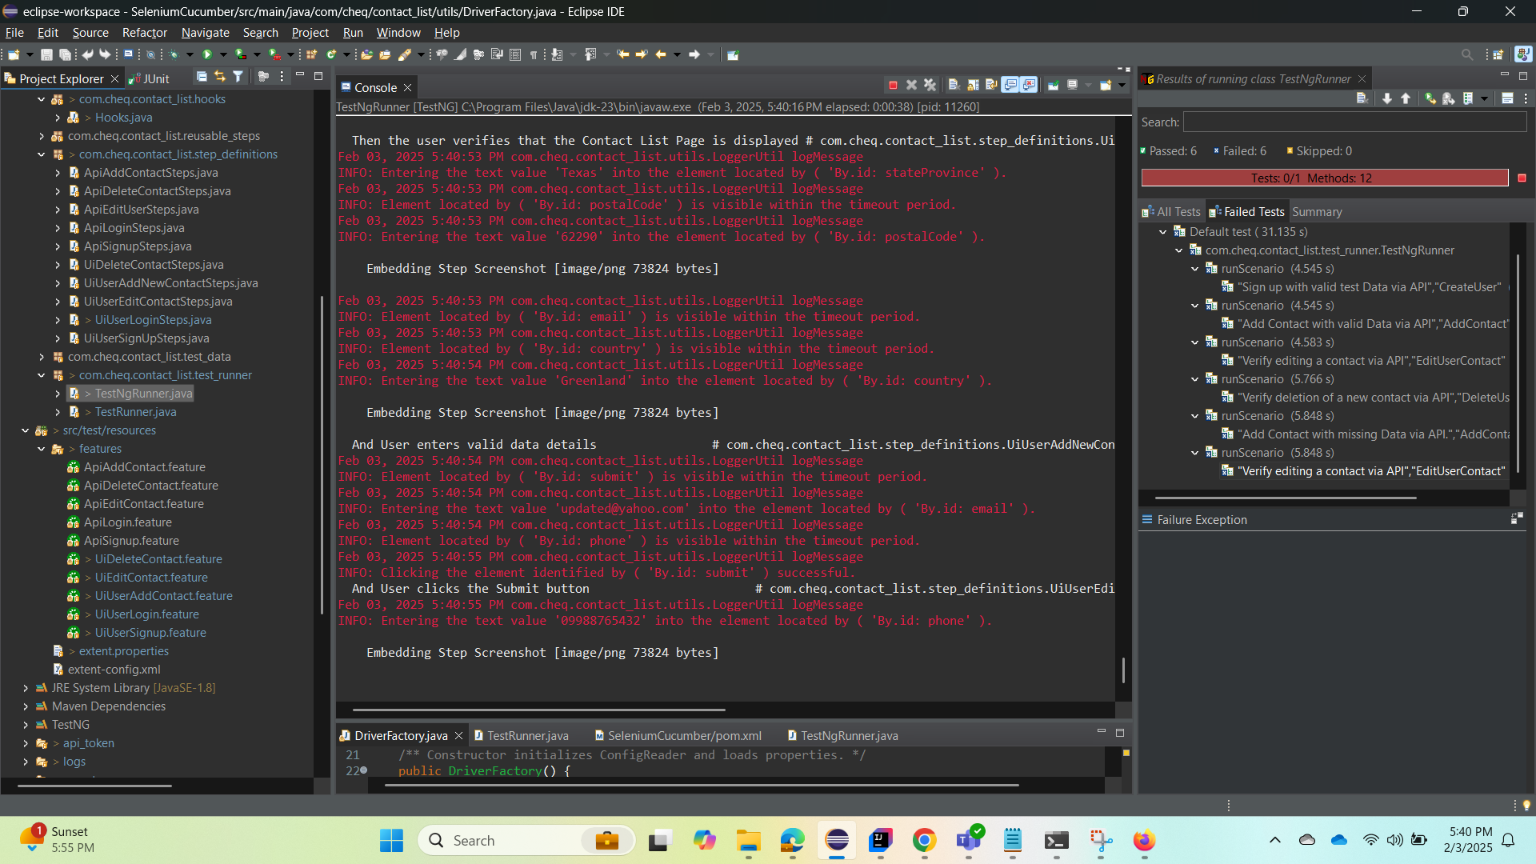 eclipse-workspace - SeleniumCucumber/src/main/java/com/cheq/contact_list/utils/DriverFactory.java - Eclipse IDE
File Edit Source Refactor Navigate Search Project Run Window Help
Project Explorer
JUnit
com.cheq.contact_list.hooks
> Hooks.java
com.cheq.contact_list.reusable_steps
> com.cheq.contact_list.step_definitions
ApiAddContactSteps.java
ApiDeleteContactSteps.java
ApiEditUserSteps.java
ApiLoginSteps.java
ApiSignupSteps.java
UiDeleteContactSteps.java
UiUserAddNewContactSteps.java
UiUserEditContactSteps.java
> UiUserLoginSteps.java
UiUserSignUpSteps.java
com.cheq.contact_list.test_data
> com.cheq.contact_list.test_runner
> TestNgRunner.java
> TestRunner.java
> src/test/resources
> features
ApiAddContact.feature
ApiDeleteContact.feature
ApiEditContact.feature
ApiLogin.feature
ApiSignup.feature
> UiDeleteContact.feature
> UiEditContact.feature
> UiUserAddContact.feature
> UiUserLogin.feature
> UiUserSignup.feature
> extent.properties
extent-config.xml
JRE System Library [JavaSE-1.8]
Maven Dependencies
TestNG
> api_token
> logs
Console
TestNgRunner [TestNG] C:\Program Files\Java\jdk-23\bin\javaw.exe (Feb 3, 2025, 5:40:16 PM elapsed: 0:00:38) [pid: 11260]
Then the user verifies that the Contact List Page is displayed # com.cheq.contact_list.step_definitions.Ui
Feb 03, 2025 5:40:53 PM com.cheq.contact_list.utils.LoggerUtil logMessage
INFO: Entering the text value 'Texas' into the element located by ( 'By.id: stateProvince' ).
Feb 03, 2025 5:40:53 PM com.cheq.contact_list.utils.LoggerUtil logMessage
INFO: Element located by ( 'By.id: postalCode' ) is visible within the timeout period.
Feb 03, 2025 5:40:53 PM com.cheq.contact_list.utils.LoggerUtil logMessage
INFO: Entering the text value '62290' into the element located by ( 'By.id: postalCode' ).
Embedding Step Screenshot [image/png 73824 bytes]
Feb 03, 2025 5:40:53 PM com.cheq.contact_list.utils.LoggerUtil logMessage
INFO: Element located by ( 'By.id: email' ) is visible within the timeout period.
Feb 03, 2025 5:40:53 PM com.cheq.contact_list.utils.LoggerUtil logMessage
INFO: Element located by ( 'By.id: country' ) is visible within the timeout period.
Feb 03, 2025 5:40:54 PM com.cheq.contact_list.utils.LoggerUtil logMessage
INFO: Entering the text value 'Greenland' into the element located by ( 'By.id: country' ).
Embedding Step Screenshot [image/png 73824 bytes]
And User enters valid data details # com.cheq.contact_list.step_definitions.UiUserAddNewCon
Feb 03, 2025 5:40:54 PM com.cheq.contact_list.utils.LoggerUtil logMessage
INFO: Element located by ( 'By.id: submit' ) is visible within the timeout period.
Feb 03, 2025 5:40:54 PM com.cheq.contact_list.utils.LoggerUtil logMessage
INFO: Entering the text value 'updated@yahoo.com' into the element located by ( 'By.id: email' ).
Feb 03, 2025 5:40:54 PM com.cheq.contact_list.utils.LoggerUtil logMessage
INFO: Element located by ( 'By.id: phone' ) is visible within the timeout period.
Feb 03, 2025 5:40:55 PM com.cheq.contact_list.utils.LoggerUtil logMessage
INFO: Clicking the element identified by ( 'By.id: submit' ) successful.
And User clicks the Submit button # com.cheq.contact_list.step_definitions.UiUserEdi
Feb 03, 2025 5:40:55 PM com.cheq.contact_list.utils.LoggerUtil logMessage
INFO: Entering the text value '09988765432' into the element located by ( 'By.id: phone' ).
Embedding Step Screenshot [image/png 73824 bytes]
DriverFactory.java TestRunner.java SeleniumCucumber/pom.xml TestNgRunner.java
21 /** Constructor initializes ConfigReader and loads properties. */
22 public DriverFactory() {
Results of running class TestNgRunner
Search:
Passed: 6 Failed: 6 Skipped: 0
Tests: 0/1 Methods: 12
All Tests Failed Tests Summary
Default test ( 31.135 s)
com.cheq.contact_list.test_runner.TestNgRunner
runScenario (4.545 s)
"Sign up with valid test Data via API","CreateUser"
runScenario (4.545 s)
"Add Contact with valid Data via API","AddContact"
runScenario (4.583 s)
"Verify editing a contact via API","EditUserContact"
runScenario (5.766 s)
"Verify deletion of a new contact via API","DeleteUs
runScenario (5.848 s)
"Add Contact with missing Data via API.","AddConta
runScenario (5.848 s)
"Verify editing a contact via API","EditUserContact"
Failure Exception
1
Sunset
5:55 PM
Search
5:40 PM
2/3/2025